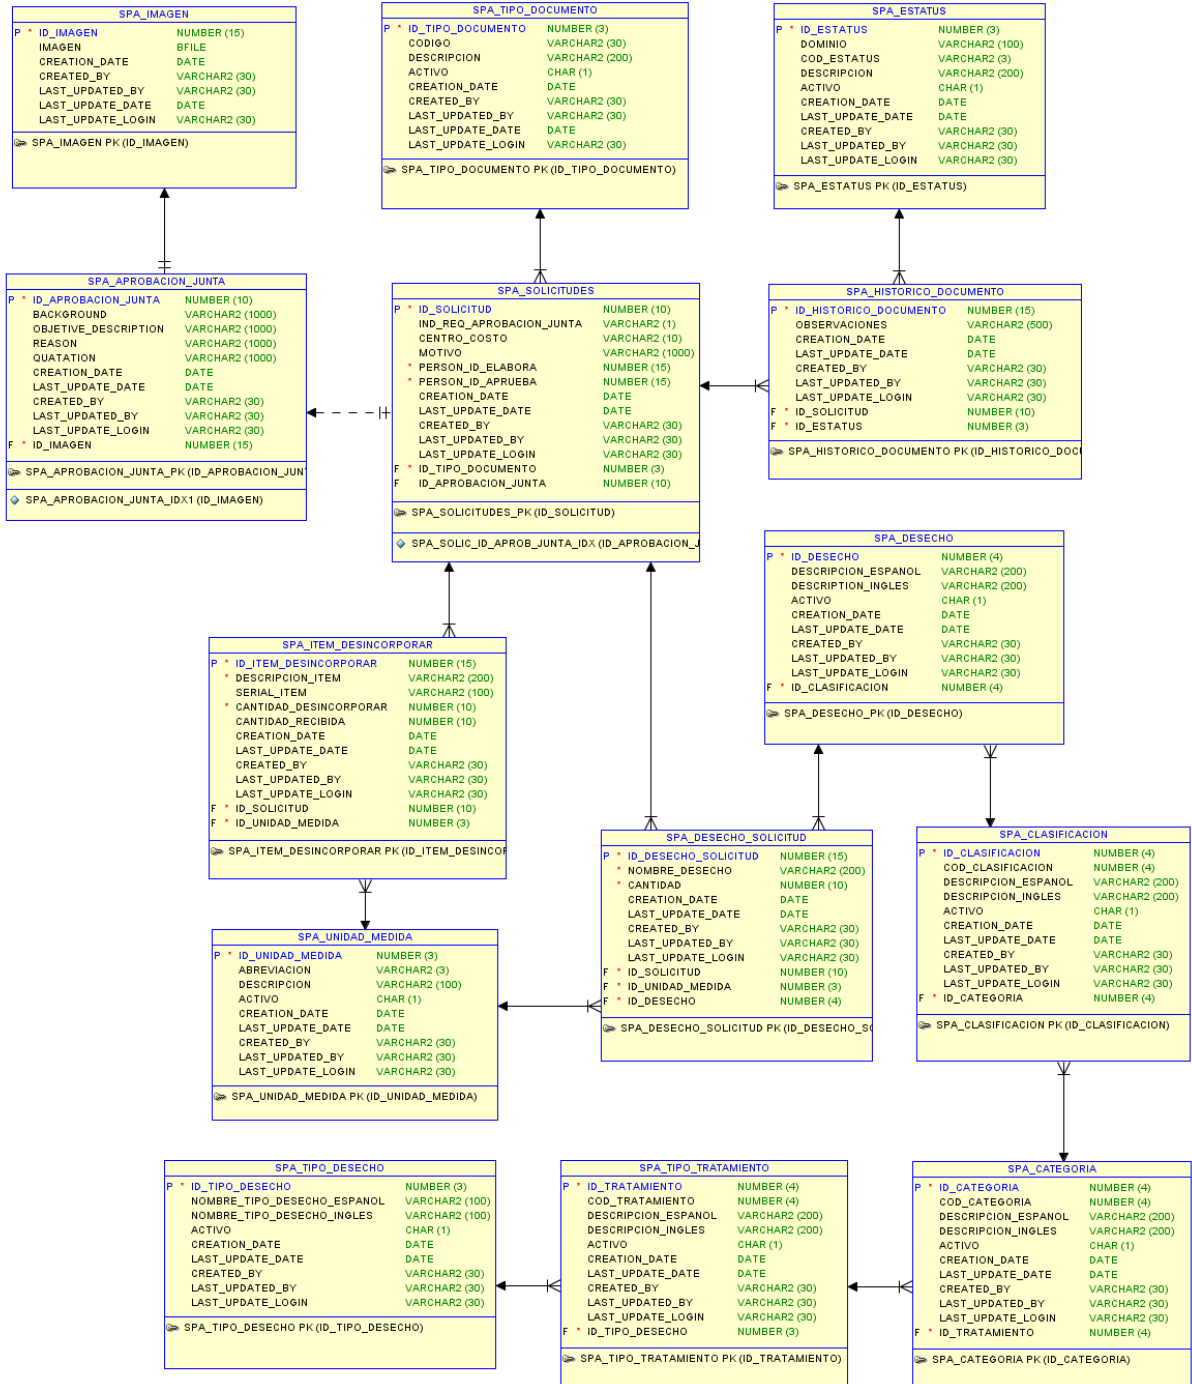 SPA_IMAGEN
P * ID_IMAGEN NUMBER (15)
IMAGEN BFILE
CREATION_DATE DATE
CREATED_BY VARCHAR2 (30)
LAST_UPDATED_BY VARCHAR2 (30)
LAST_UPDATE_DATE DATE
LAST_UPDATE_LOGIN VARCHAR2 (30)
SPA_IMAGEN PK (ID_IMAGEN)
SPA_TIPO_DOCUMENTO
P * ID_TIPO_DOCUMENTO NUMBER (3)
CODIGO VARCHAR2 (30)
DESCRIPCION VARCHAR2 (200)
ACTIVO CHAR (1)
CREATION_DATE DATE
CREATED_BY VARCHAR2 (30)
LAST_UPDATED_BY VARCHAR2 (30)
LAST_UPDATE_DATE DATE
LAST_UPDATE_LOGIN VARCHAR2 (30)
SPA_TIPO_DOCUMENTO PK (ID_TIPO_DOCUMENTO)
SPA_ESTATUS
P * ID_ESTATUS NUMBER (3)
DOMINIO VARCHAR2 (100)
COD_ESTATUS VARCHAR2 (3)
DESCRIPCION VARCHAR2 (200)
ACTIVO CHAR (1)
CREATION_DATE DATE
LAST_UPDATE_DATE DATE
CREATED_BY VARCHAR2 (30)
LAST_UPDATED_BY VARCHAR2 (30)
LAST_UPDATE_LOGIN VARCHAR2 (30)
SPA_ESTATUS PK (ID_ESTATUS)
SPA_APROBACION_JUNTA
P * ID_APROBACION_JUNTA NUMBER (10)
BACKGROUND VARCHAR2 (1000)
OBJETIVE_DESCRIPTION VARCHAR2 (1000)
REASON VARCHAR2 (1000)
QUATATION VARCHAR2 (1000)
CREATION_DATE DATE
LAST_UPDATE_DATE DATE
CREATED_BY VARCHAR2 (30)
LAST_UPDATED_BY VARCHAR2 (30)
LAST_UPDATE_LOGIN VARCHAR2 (30)
F * ID_IMAGEN NUMBER (15)
SPA_APROBACION_JUNTA_PK (ID_APROBACION_JUN
SPA_APROBACION_JUNTA_IDX1 (ID_IMAGEN)
SPA_SOLICITUDES
P * ID_SOLICITUD NUMBER (10)
IND_REQ_APROBACION_JUNTA VARCHAR2 (1)
CENTRO_COSTO VARCHAR2 (10)
MOTIVO VARCHAR2 (1000)
* PERSON_ID_ELABORA NUMBER (15)
* PERSON_ID_APRUEBA NUMBER (15)
CREATION_DATE DATE
LAST_UPDATE_DATE DATE
CREATED_BY VARCHAR2 (30)
LAST_UPDATED_BY VARCHAR2 (30)
LAST_UPDATE_LOGIN VARCHAR2 (30)
F * ID_TIPO_DOCUMENTO NUMBER (3)
F ID_APROBACION_JUNTA NUMBER (10)
SPA_SOLICITUDES_PK (ID_SOLICITUD)
SPA_SOLIC_ID_APROB_JUNTA_IDX (ID_APROBACION_J
SPA_HISTORICO_DOCUMENTO
P * ID_HISTORICO_DOCUMENTO NUMBER (15)
OBSERVACIONES VARCHAR2 (500)
CREATION_DATE DATE
LAST_UPDATE_DATE DATE
CREATED_BY VARCHAR2 (30)
LAST_UPDATED_BY VARCHAR2 (30)
LAST_UPDATE_LOGIN VARCHAR2 (30)
F * ID_SOLICITUD NUMBER (10)
F * ID_ESTATUS NUMBER (3)
SPA_HISTORICO_DOCUMENTO PK (ID_HISTORICO_DOCU
SPA_DESECHO
P * ID_DESECHO NUMBER (4)
DESCRIPCION_ESPANOL VARCHAR2 (200)
DESCRIPTION_INGLES VARCHAR2 (200)
ACTIVO CHAR (1)
CREATION_DATE DATE
LAST_UPDATE_DATE DATE
CREATED_BY VARCHAR2 (30)
LAST_UPDATED_BY VARCHAR2 (30)
LAST_UPDATE_LOGIN VARCHAR2 (30)
F * ID_CLASIFICACION NUMBER (4)
SPA_DESECHO_PK (ID_DESECHO)
SPA_ITEM_DESINCORPORAR
P * ID_ITEM_DESINCORPORAR NUMBER (15)
* DESCRIPCION_ITEM VARCHAR2 (200)
SERIAL_ITEM VARCHAR2 (100)
* CANTIDAD_DESINCORPORAR NUMBER (10)
CANTIDAD_RECIBIDA NUMBER (10)
CREATION_DATE DATE
LAST_UPDATE_DATE DATE
CREATED_BY VARCHAR2 (30)
LAST_UPDATED_BY VARCHAR2 (30)
LAST_UPDATE_LOGIN VARCHAR2 (30)
F * ID_SOLICITUD NUMBER (10)
F * ID_UNIDAD_MEDIDA NUMBER (3)
SPA_ITEM_DESINCORPORAR PK (ID_ITEM_DESINCOR
SPA_DESECHO_SOLICITUD
P * ID_DESECHO_SOLICITUD NUMBER (15)
* NOMBRE_DESECHO VARCHAR2 (200)
* CANTIDAD NUMBER (10)
CREATION_DATE DATE
LAST_UPDATE_DATE DATE
CREATED_BY VARCHAR2 (30)
LAST_UPDATED_BY VARCHAR2 (30)
LAST_UPDATE_LOGIN VARCHAR2 (30)
F * ID_SOLICITUD NUMBER (10)
F * ID_UNIDAD_MEDIDA NUMBER (3)
F * ID_DESECHO NUMBER (4)
SPA_DESECHO_SOLICITUD PK (ID_DESECHO_SO
SPA_CLASIFICACION
P * ID_CLASIFICACION NUMBER (4)
COD_CLASIFICACION NUMBER (4)
DESCRIPCION_ESPANOL VARCHAR2 (200)
DESCRIPCION_INGLES VARCHAR2 (200)
ACTIVO CHAR (1)
CREATION_DATE DATE
LAST_UPDATE_DATE DATE
CREATED_BY VARCHAR2 (30)
LAST_UPDATED_BY VARCHAR2 (30)
LAST_UPDATE_LOGIN VARCHAR2 (30)
F * ID_CATEGORIA NUMBER (4)
SPA_CLASIFICACION PK (ID_CLASIFICACION)
SPA_UNIDAD_MEDIDA
P * ID_UNIDAD_MEDIDA NUMBER (3)
ABREVIACION VARCHAR2 (3)
DESCRIPCION VARCHAR2 (100)
ACTIVO CHAR (1)
CREATION_DATE DATE
LAST_UPDATE_DATE DATE
CREATED_BY VARCHAR2 (30)
LAST_UPDATED_BY VARCHAR2 (30)
LAST_UPDATE_LOGIN VARCHAR2 (30)
SPA_UNIDAD_MEDIDA PK (ID_UNIDAD_MEDIDA)
SPA_TIPO_DESECHO
P * ID_TIPO_DESECHO NUMBER (3)
NOMBRE_TIPO_DESECHO_ESPANOL VARCHAR2 (100)
NOMBRE_TIPO_DESECHO_INGLES VARCHAR2 (100)
ACTIVO CHAR (1)
CREATION_DATE DATE
LAST_UPDATE_DATE DATE
CREATED_BY VARCHAR2 (30)
LAST_UPDATED_BY VARCHAR2 (30)
LAST_UPDATE_LOGIN VARCHAR2 (30)
SPA_TIPO_DESECHO PK (ID_TIPO_DESECHO)
SPA_TIPO_TRATAMIENTO
P * ID_TRATAMIENTO NUMBER (4)
COD_TRATAMIENTO NUMBER (4)
DESCRIPCION_ESPANOL VARCHAR2 (200)
DESCRIPCION_INGLES VARCHAR2 (200)
ACTIVO CHAR (1)
CREATION_DATE DATE
LAST_UPDATE_DATE DATE
CREATED_BY VARCHAR2 (30)
LAST_UPDATED_BY VARCHAR2 (30)
LAST_UPDATE_LOGIN VARCHAR2 (30)
F * ID_TIPO_DESECHO NUMBER (3)
SPA_TIPO_TRATAMIENTO PK (ID_TRATAMIENTO)
SPA_CATEGORIA
P * ID_CATEGORIA NUMBER (4)
COD_CATEGORIA NUMBER (4)
DESCRIPCION_ESPANOL VARCHAR2 (200)
DESCRIPCION_INGLES VARCHAR2 (200)
ACTIVO CHAR (1)
CREATION_DATE DATE
LAST_UPDATE_DATE DATE
CREATED_BY VARCHAR2 (30)
LAST_UPDATED_BY VARCHAR2 (30)
LAST_UPDATE_LOGIN VARCHAR2 (30)
F * ID_TRATAMIENTO NUMBER (4)
SPA_CATEGORIA PK (ID_CATEGORIA)